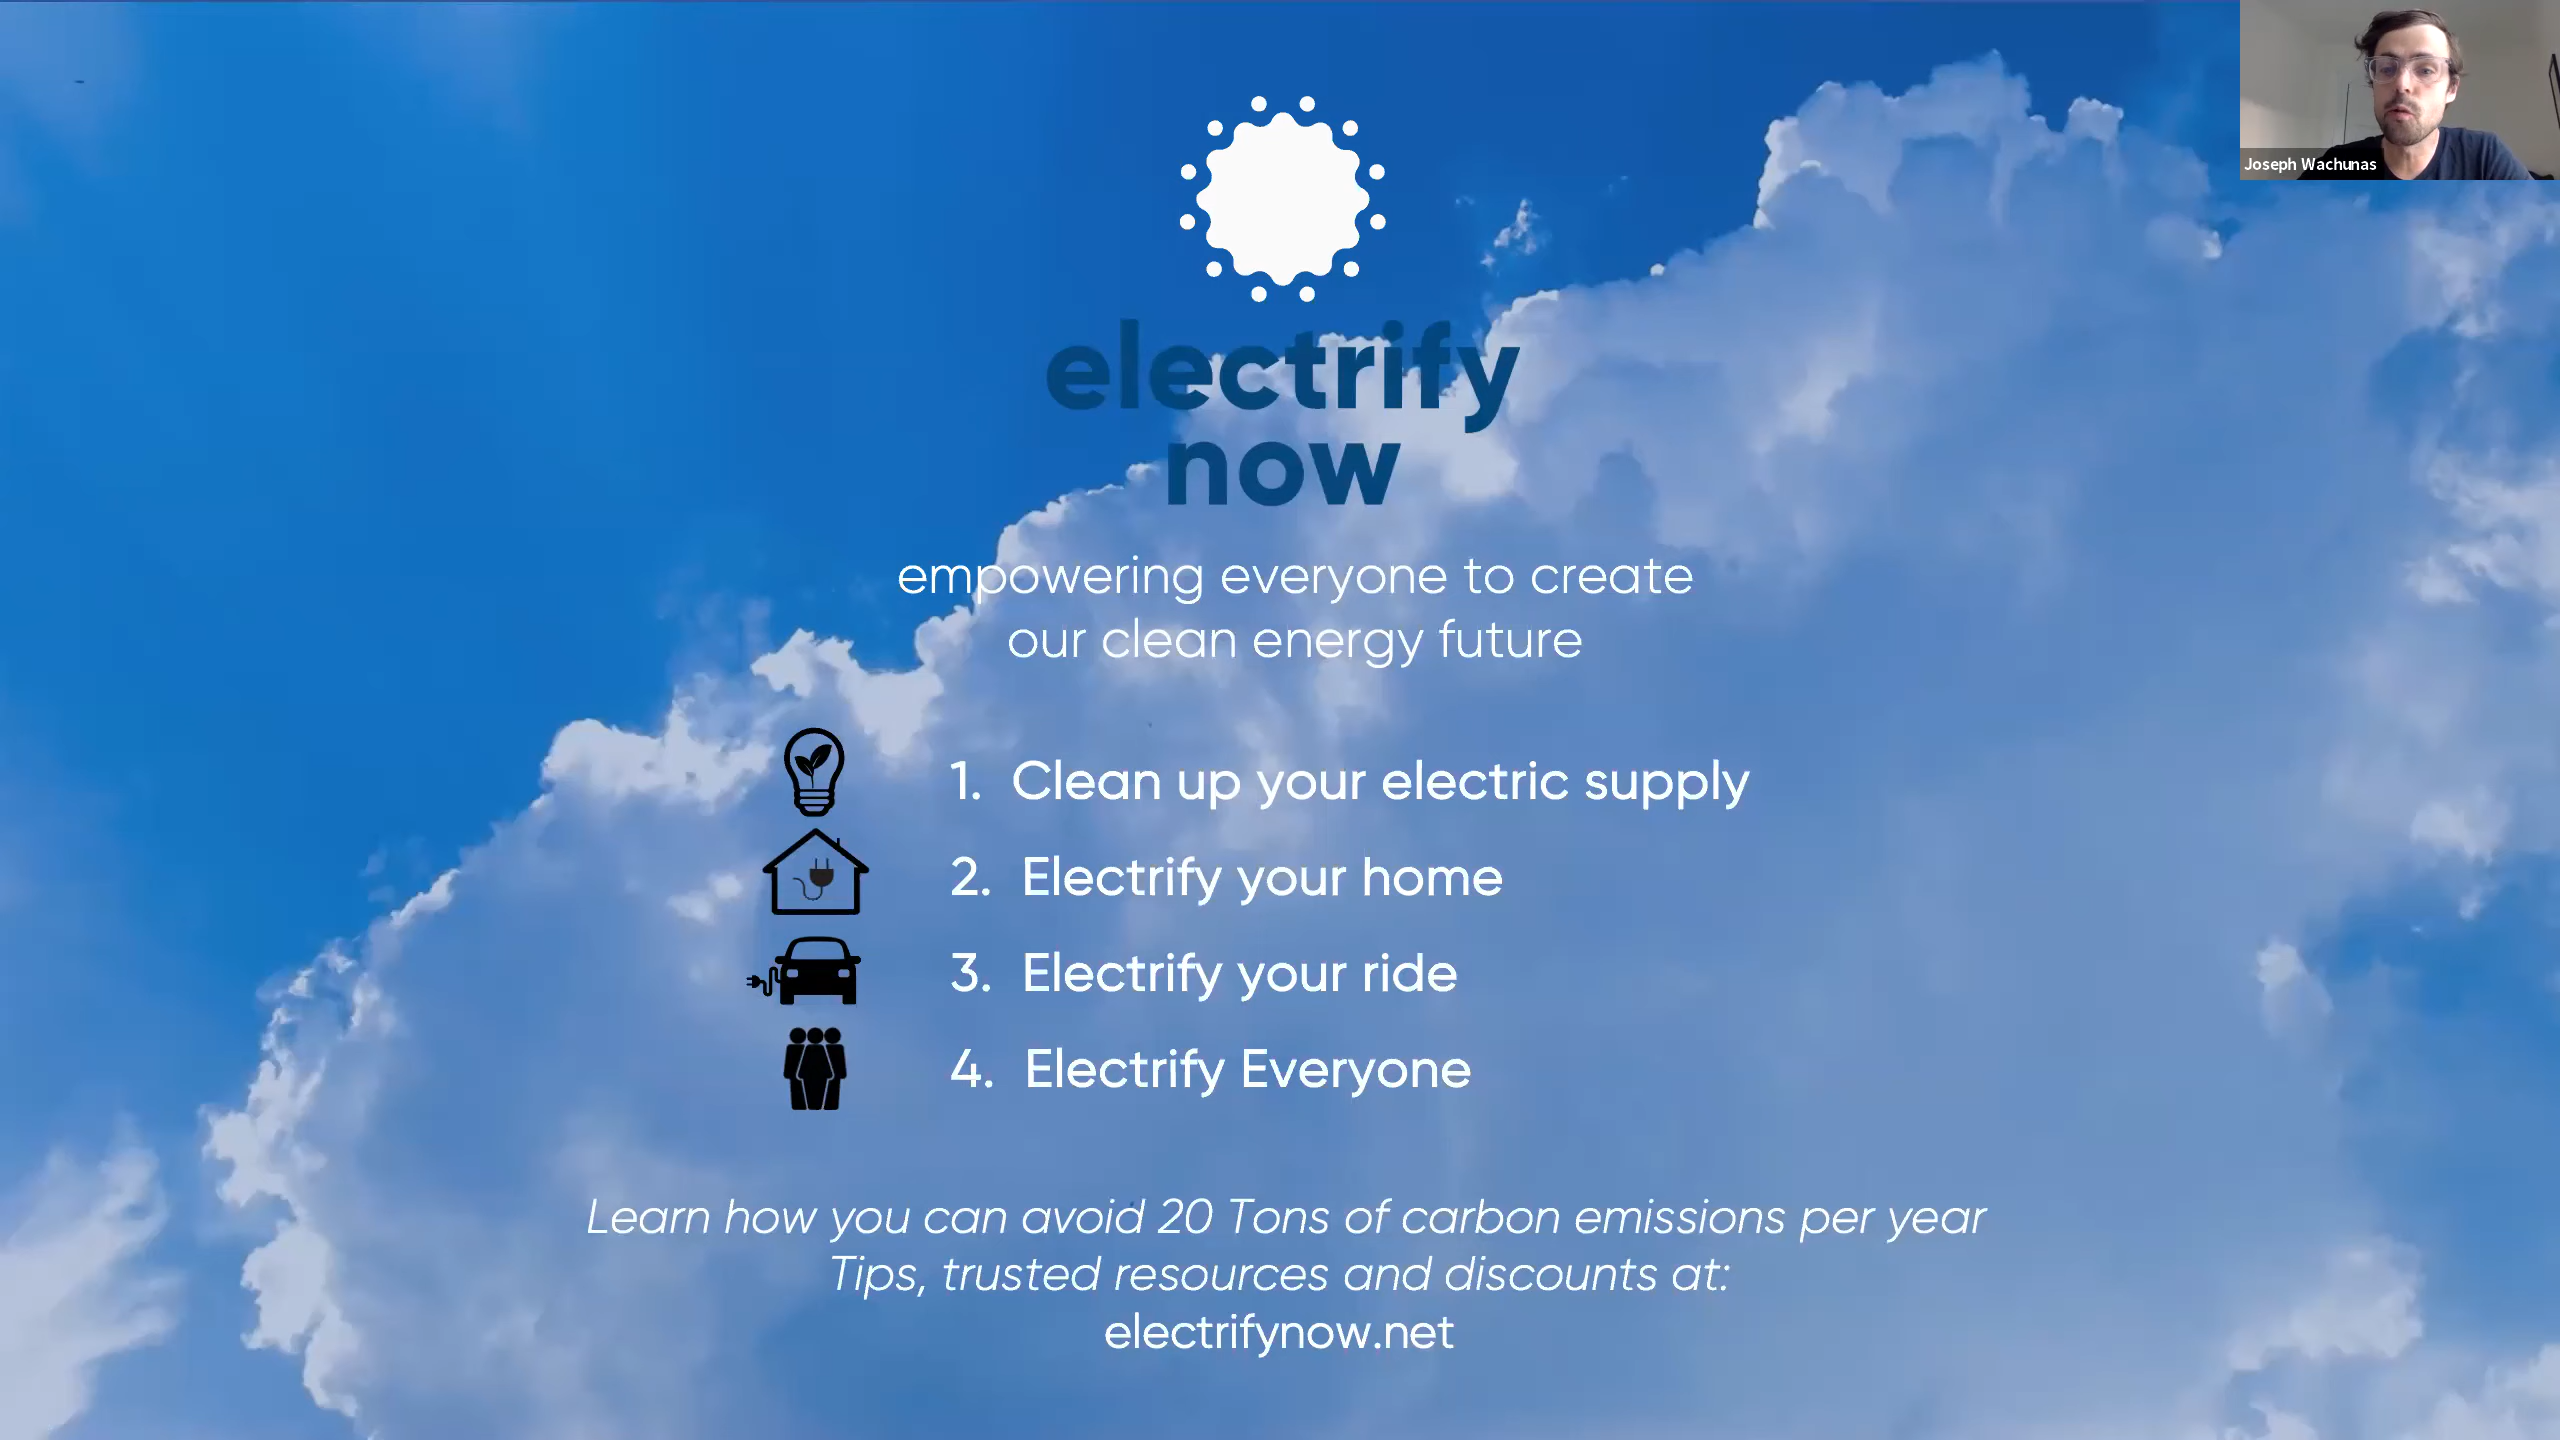 Joseph Wachunas
electrify
now
empowering everyone to create
our clean energy future
1. Clean up your electric supply
2. Electrify your home
3. Electrify your ride
4. Electrify Everyone
Learn how you can avoid 20 Tons of carbon emissions per year
Tips, trusted resources and discounts at:
electrifynow.net